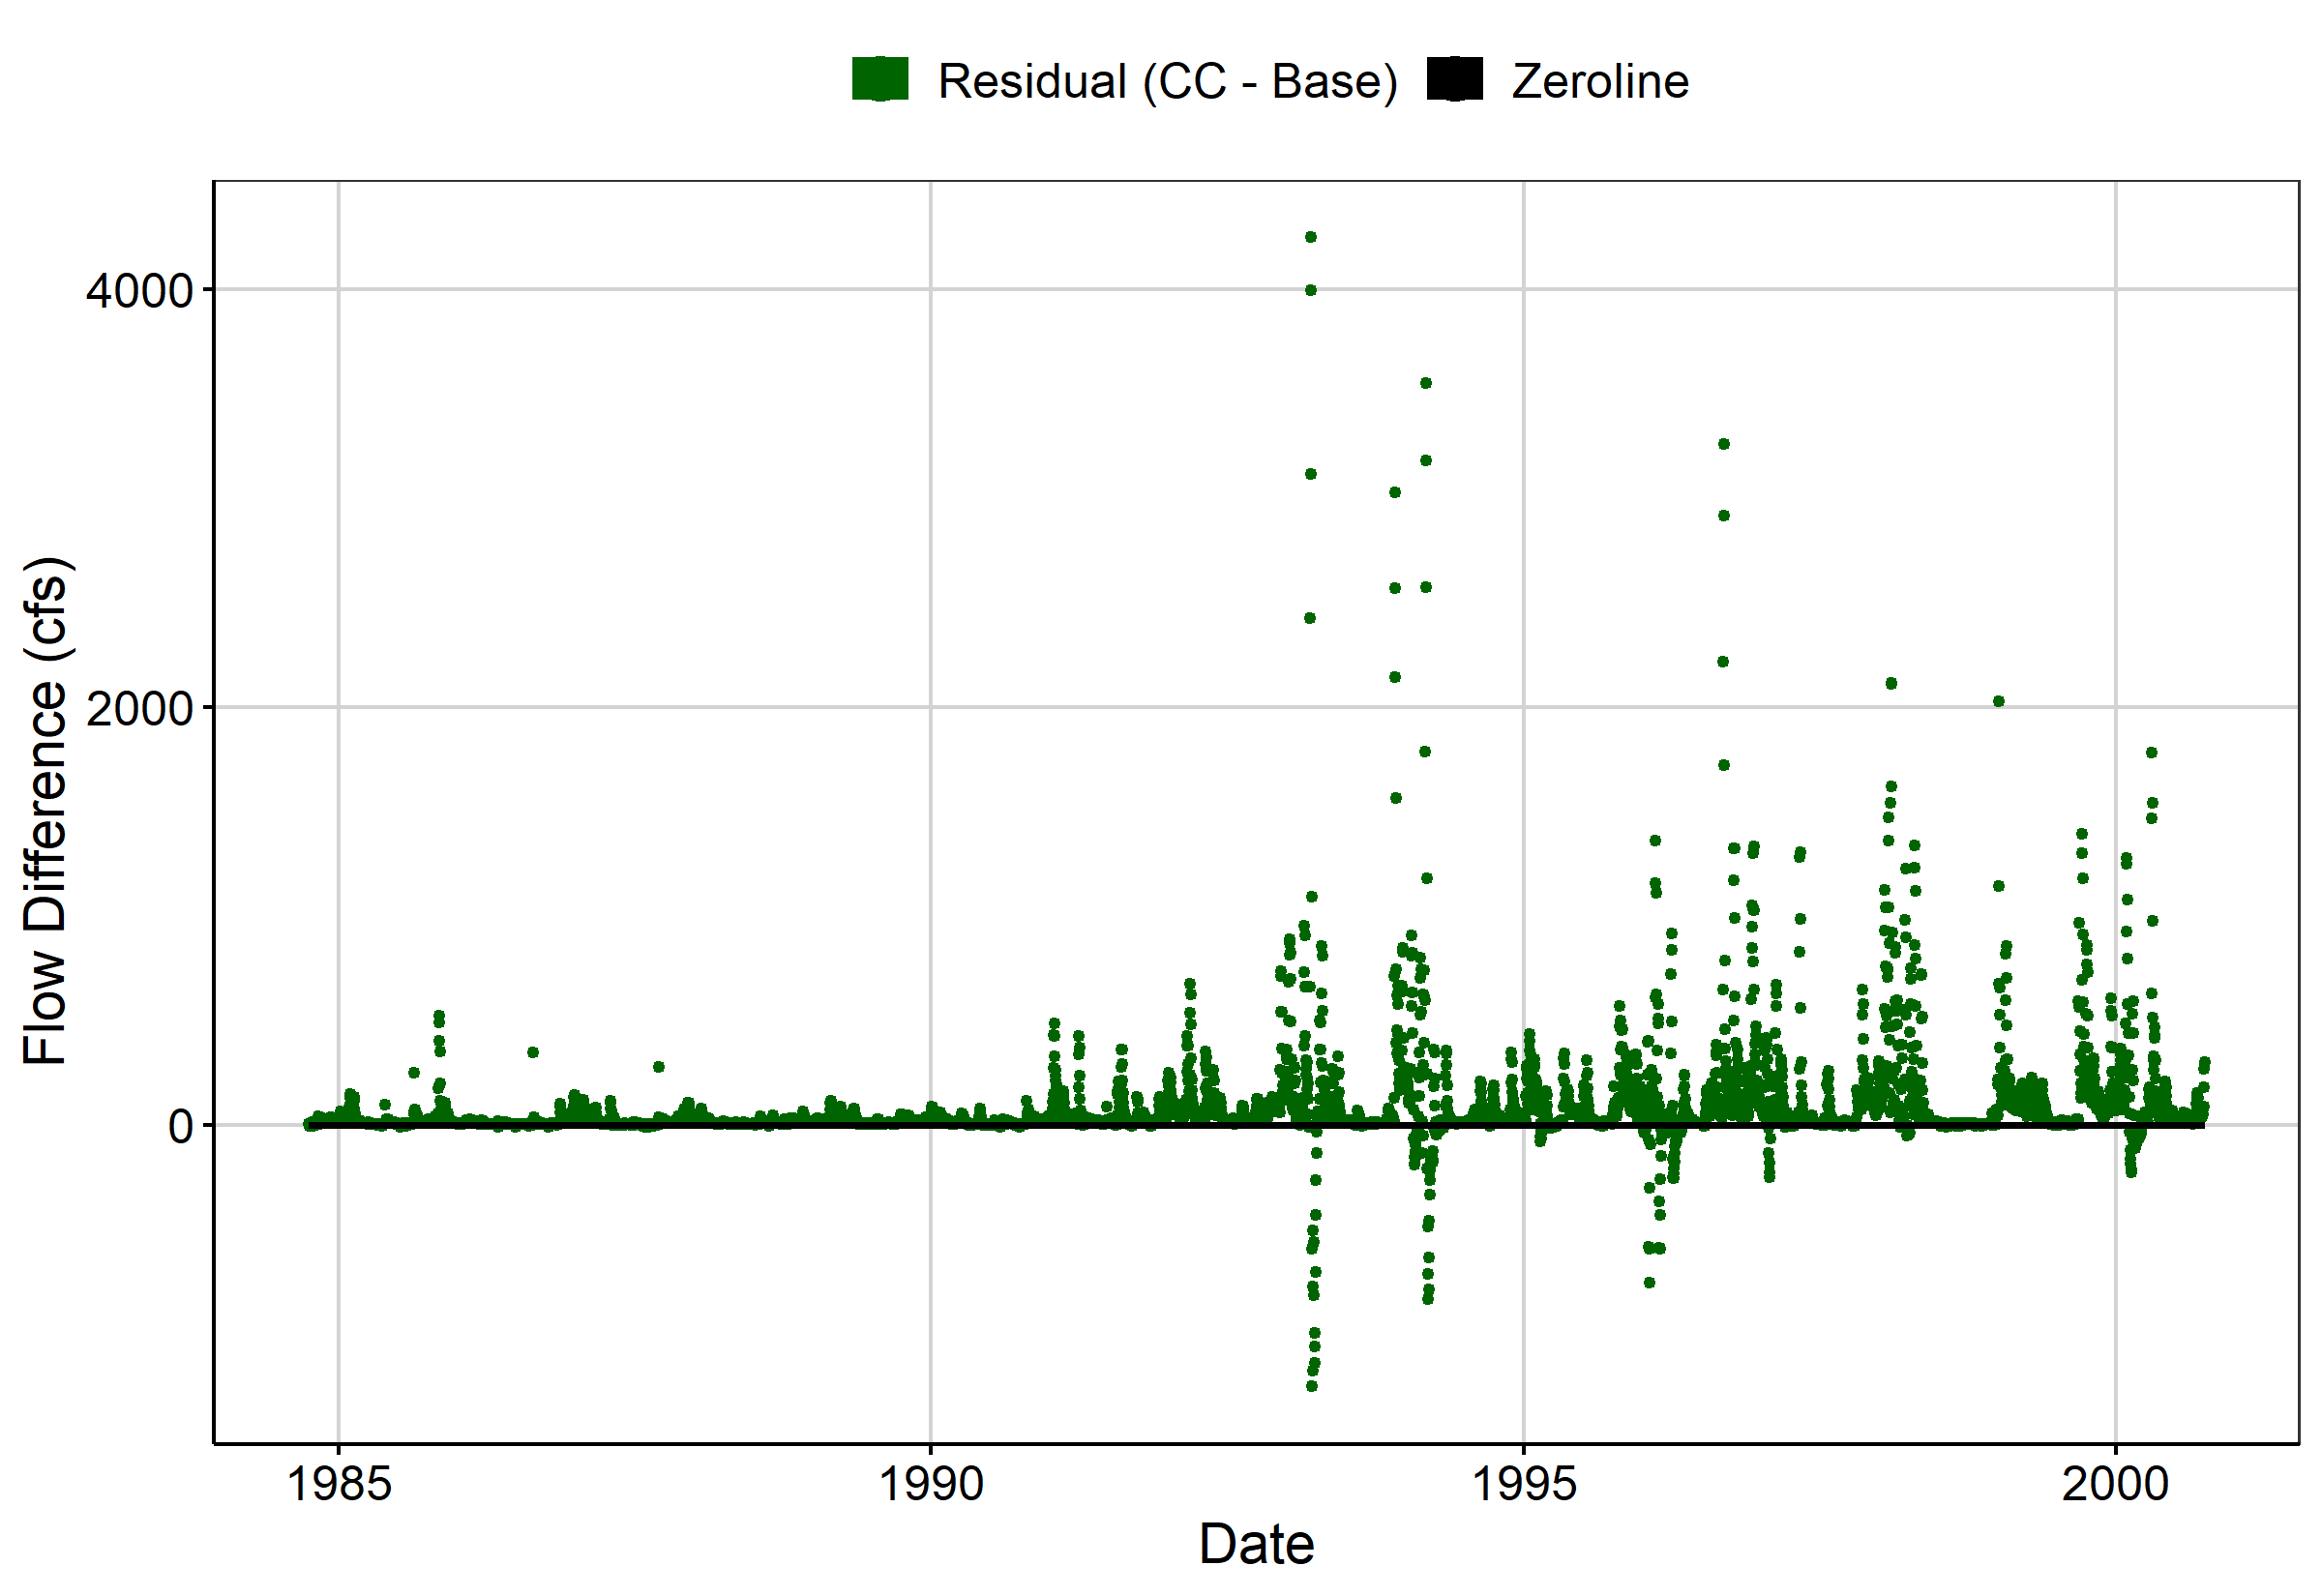 Residual (CC - Base) Zeroline
4000
2000
0
Flow Difference (cfs)
1985 1990 1995 2000
Date